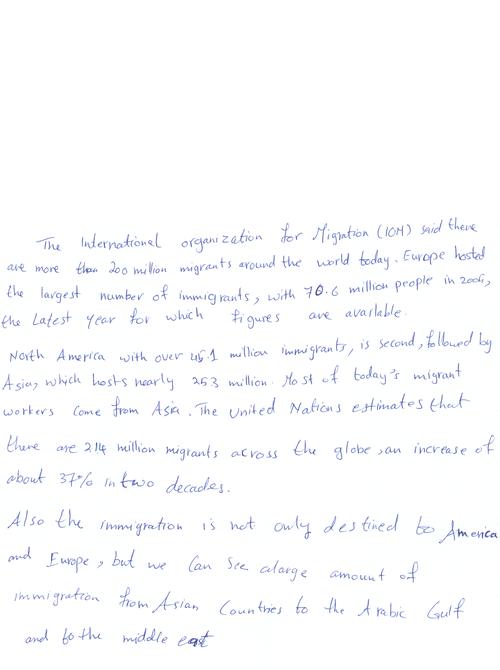 The International organization for Migration (IOM) said there
are more than 200 million migrants around the world today. Europe hosted
the largest number of immigrants, with 70.6 million people in 2005,
the Latest year for which figures are available.
North America with over 45.1 million immigrants, is second, followed by
Asia, which hosts nearly 25.3 million. Most of today's migrant
workers come from Asia. The United Nations estimates that
there are 214 million migrants across the globe, an increase of
about 37% in two decades.
Also the immigration is not only destined to America
and Europe, but we can see alarge amount of
immigration from Asian Countries to the Arabic Gulf
and to the middle east